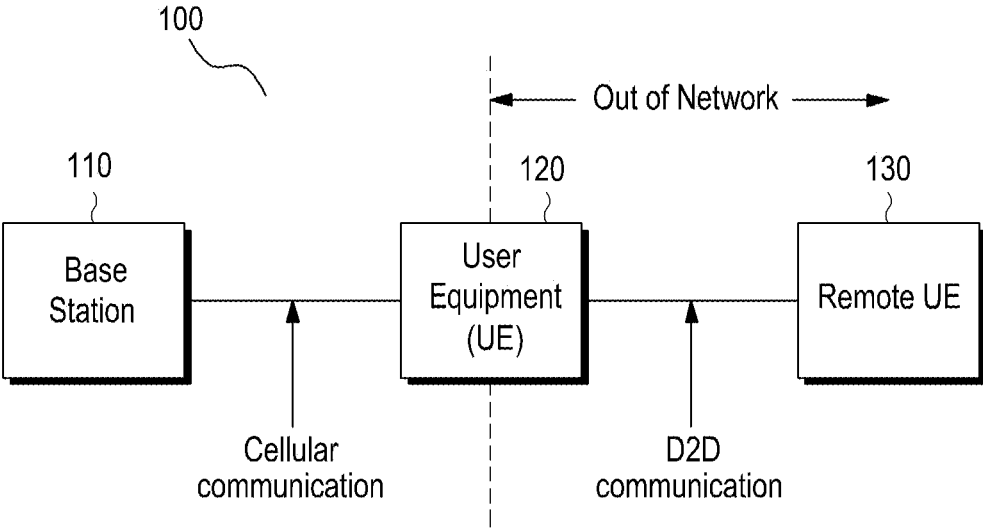 100
Out of Network
110
120
130
Base
Station
User
Equipment
(UE)
Remote UE
Cellular
communication
D2D
communication